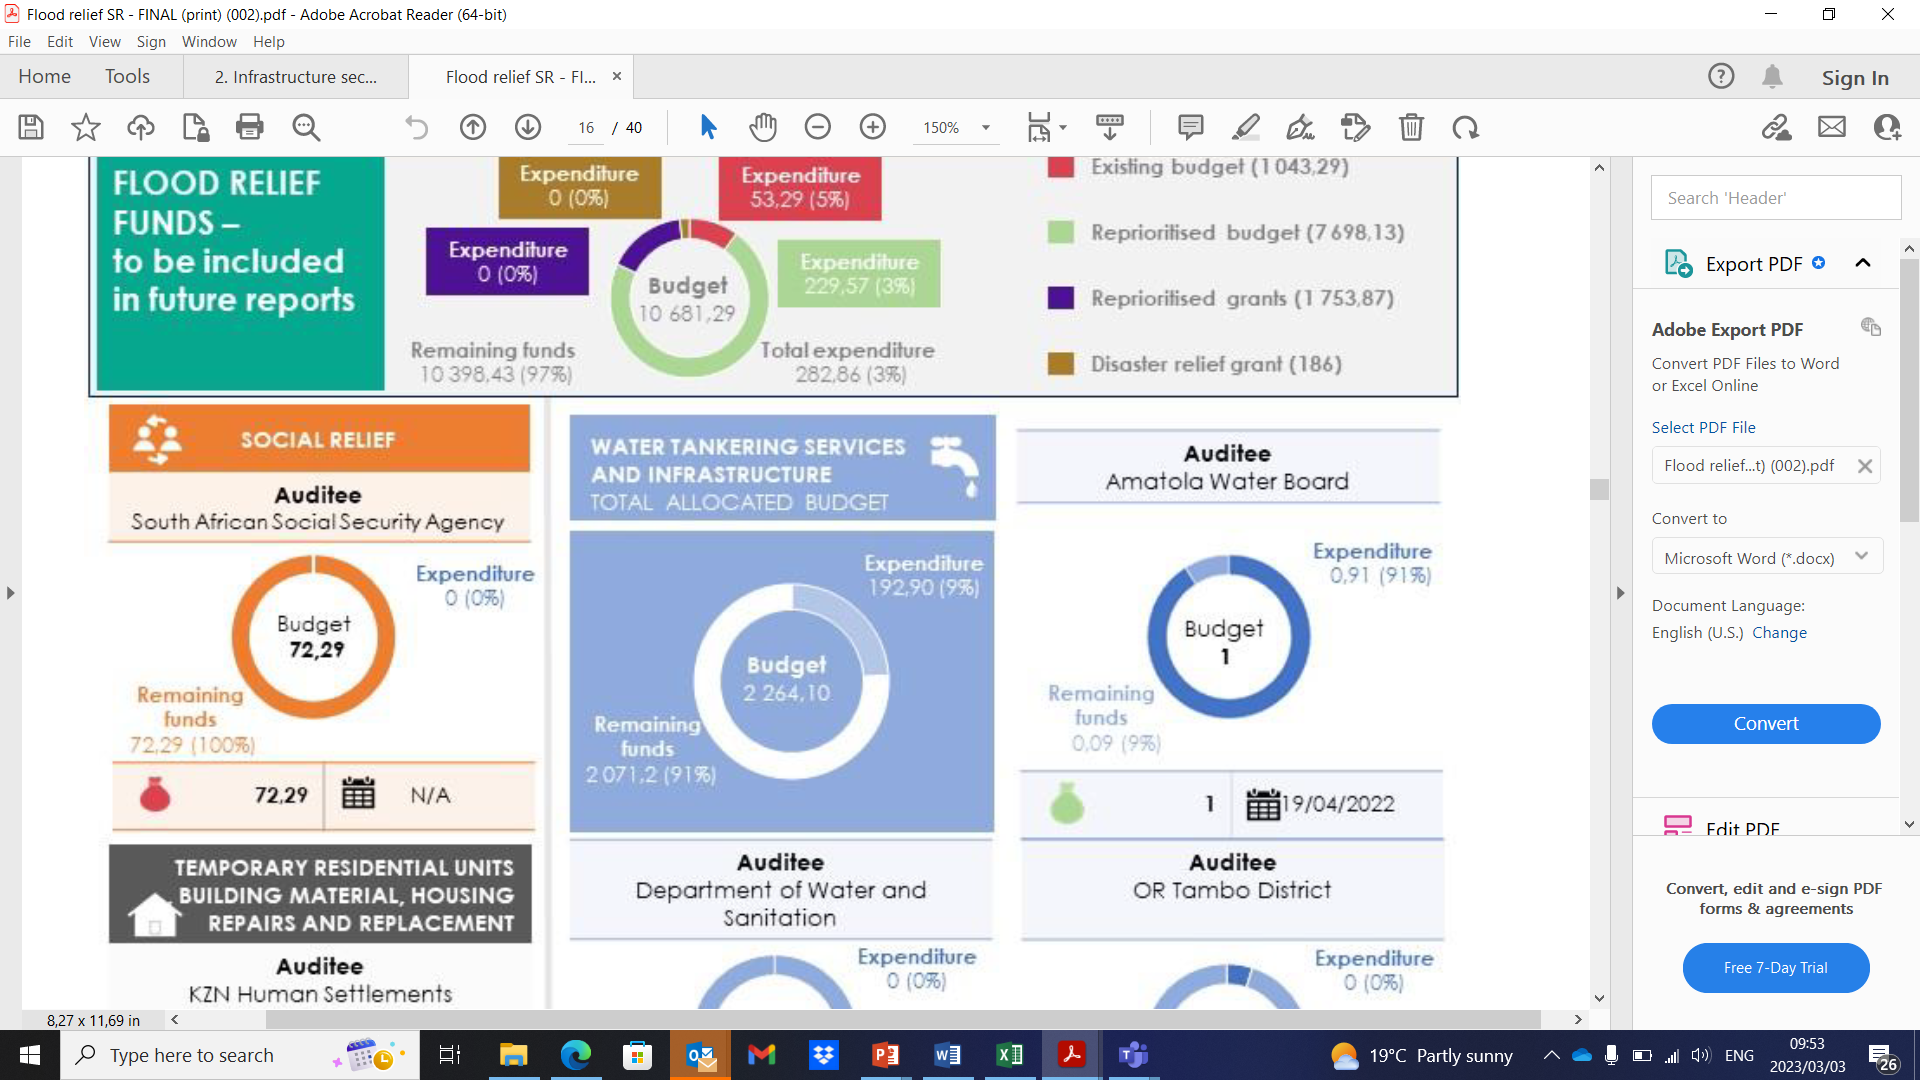 Flood relief SR - FINAL (print) (002).pdf - Adobe Acrobat Reader (64-bit)
File Edit View Sign Window Help
Home Tools 2. Infrastructure sec... Flood relief SR - FI... × Sign In
16 / 40 150%
FLOOD RELIEF
FUNDS –
to be included
in future reports
Expenditure
0 (0%)
Expenditure
53,29 (5%)
Expenditure
0 (0%)
Budget
10 681,29
Expenditure
229,57 (3%)
Remaining funds
10 398,43 (97%)
Total expenditure
282,86 (3%)
Existing budget (1 043,29)
Reprioritised budget (7 698,13)
Reprioritised grants (1 753,87)
Disaster relief grant (186)
SOCIAL RELIEF
Auditee
South African Social Security Agency
Expenditure
0 (0%)
Budget
72,29
Remaining
funds
72,29 (100%)
72,29 N/A
TEMPORARY RESIDENTIAL UNITS
BUILDING MATERIAL, HOUSING
REPAIRS AND REPLACEMENT
Auditee
KZN Human Settlements
WATER TANKERING SERVICES
AND INFRASTRUCTURE
TOTAL ALLOCATED BUDGET
Expenditure
192,90 (9%)
Budget
2 264,10
Remaining
funds
2 071,2 (91%)
Auditee
Department of Water and
Sanitation
Expenditure
0 (0%)
Auditee
Amatola Water Board
Expenditure
0,91 (91%)
Budget
1
Remaining
funds
0,09 (9%)
1 19/04/2022
Auditee
OR Tambo District
Expenditure
0 (0%)
8,27 x 11,69 in
Search 'Header'
Export PDF
Adobe Export PDF
Convert PDF Files to Word
or Excel Online
Select PDF File
Flood relief...t) (002).pdf
Convert to
Microsoft Word (*.docx)
Document Language:
English (U.S.) Change
Convert
Edit PDF
Convert, edit and e-sign PDF
forms & agreements
Free 7-Day Trial
Type here to search
19°C Partly sunny
ENG
09:53
2023/03/03
26